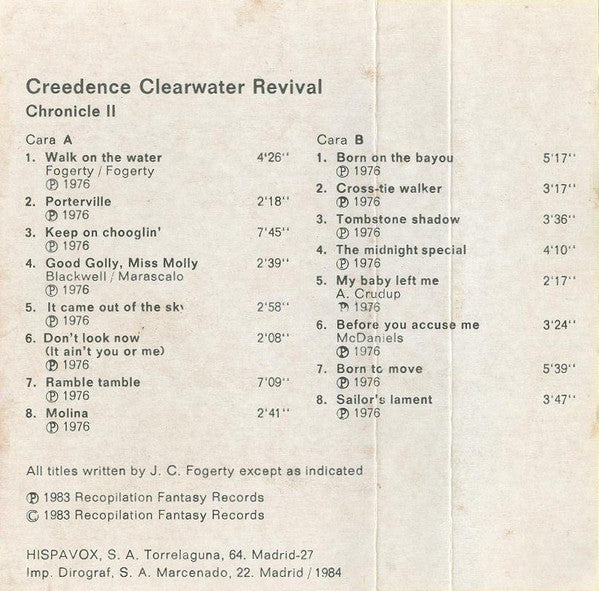 Creedence Clearwater Revival
Chronicle II
Cara A
1. Walk on the water 4'26''
Fogerty / Fogerty
Ⓟ 1976
2. Porterville 2'18''
Ⓟ 1976
3. Keep on chooglin' 7'45''
Ⓟ 1976
4. Good Golly, Miss Molly 2'39''
Blackwell / Marascalo
Ⓟ 1976
5. It came out of the sky 2'58''
Ⓟ 1976
6. Don't look now 2'08''
(It ain't you or me)
Ⓟ 1976
7. Ramble tamble 7'09''
Ⓟ 1976
8. Molina 2'41''
Ⓟ 1976
Cara B
1. Born on the bayou 5'17''
Ⓟ 1976
2. Cross-tie walker 3'17''
Ⓟ 1976
3. Tombstone shadow 3'36''
Ⓟ 1976
4. The midnight special 4'10''
Ⓟ 1976
5. My baby left me 2'17''
A. Crudup
Ⓟ 1976
6. Before you accuse me 3'24''
McDaniels
Ⓟ 1976
7. Born to move 5'39''
Ⓟ 1976
8. Sailor's lament 3'47''
Ⓟ 1976
All titles written by J. C. Fogerty except as indicated
Ⓟ 1983 Recopilation Fantasy Records
© 1983 Recopilation Fantasy Records
HISPAVOX, S. A. Torrelaguna, 64. Madrid-27
Imp. Dirograf, S. A. Marcenado, 22. Madrid / 1984